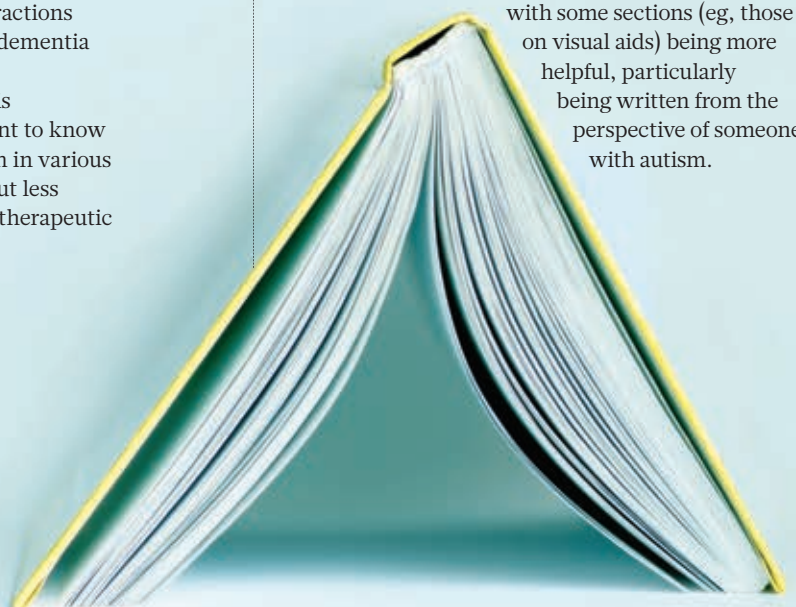 ractions
dementia
nt to know
n in various
ut less
therapeutic
with some sections (eg, those
on visual aids) being more
helpful, particularly
being written from the
perspective of someone
with autism.